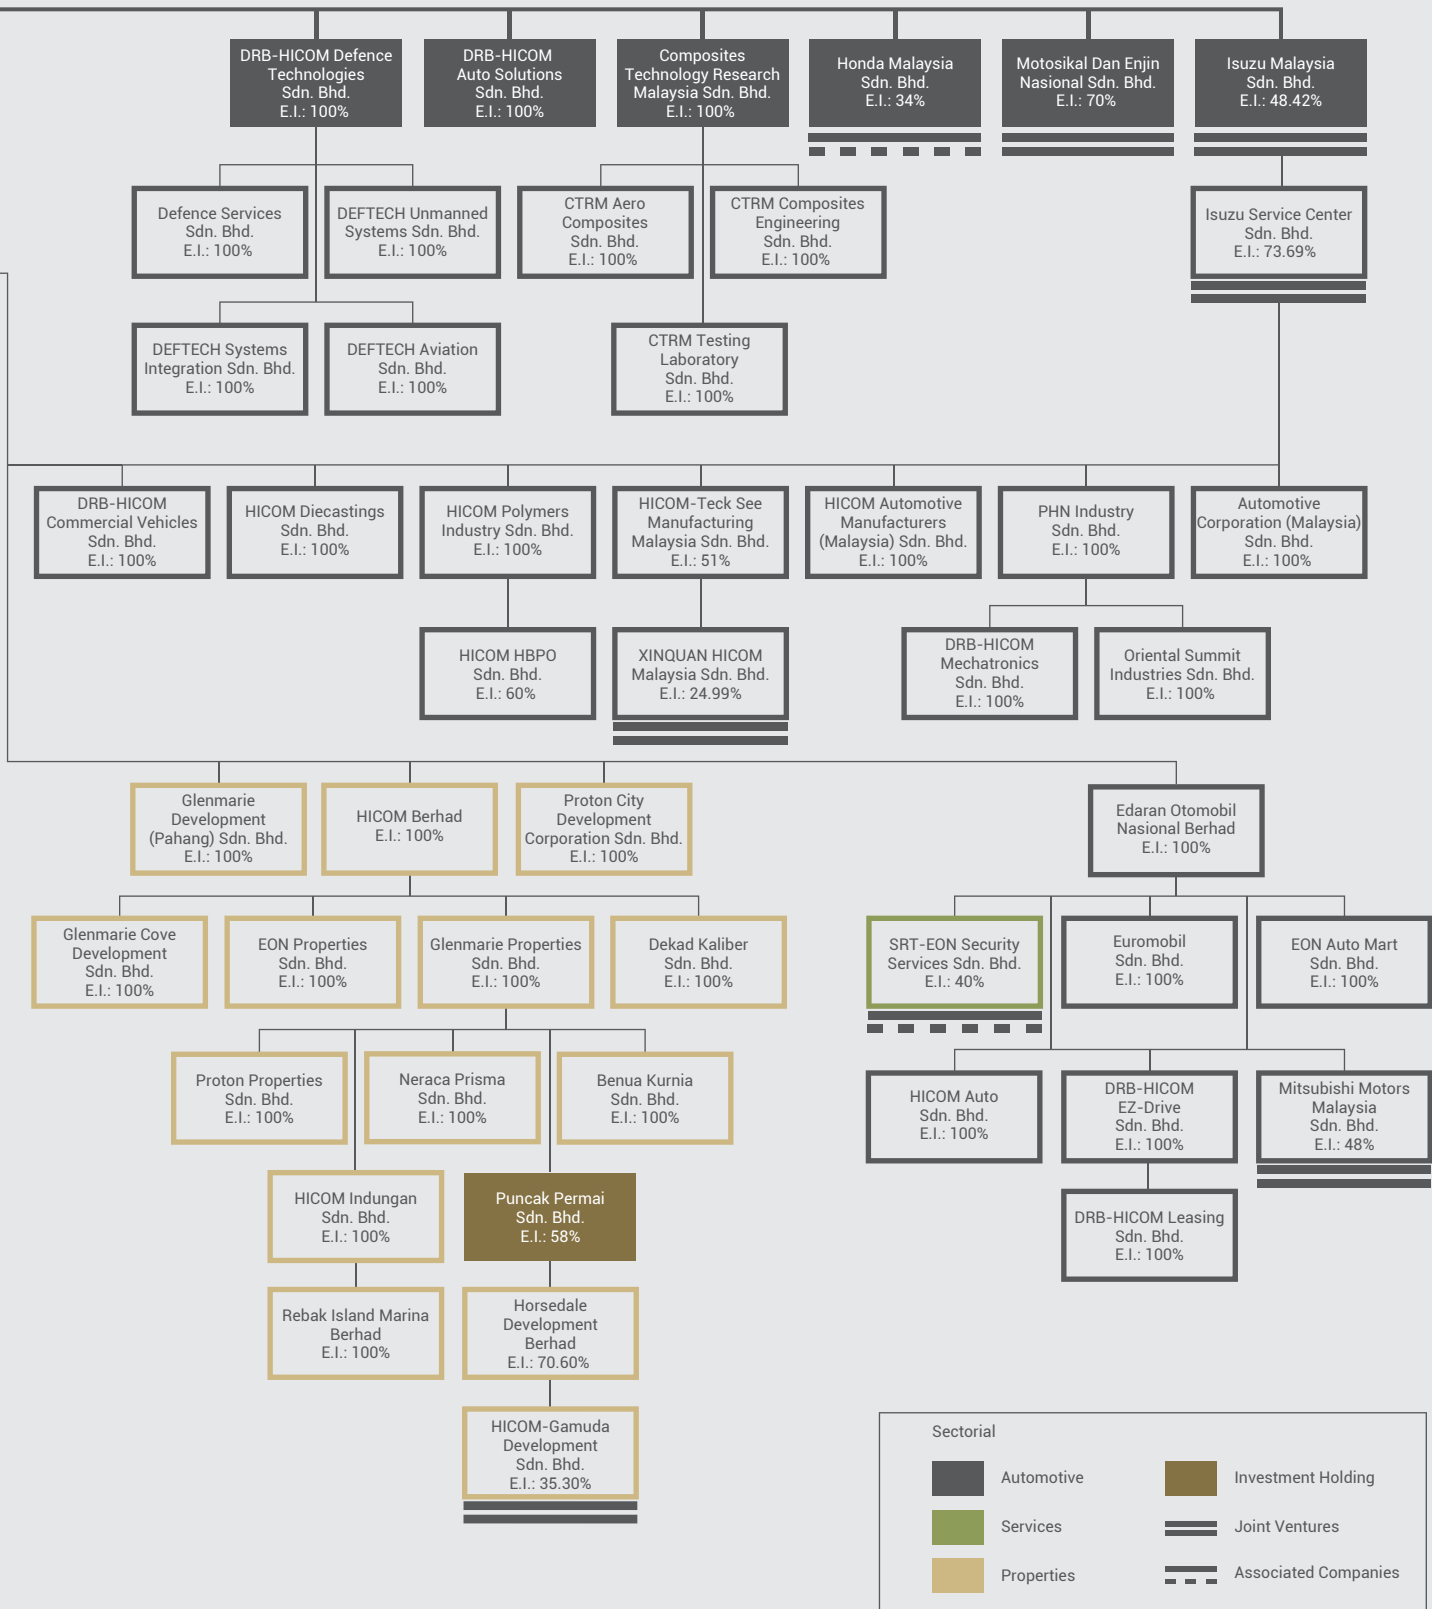 DRB-HICOM Defence
Technologies
Sdn. Bhd.
E.I.: 100%
DRB-HICOM
Auto Solutions
Sdn. Bhd.
E.I.: 100%
Composites
Technology Research
Malaysia Sdn. Bhd.
E.I.: 100%
Honda Malaysia
Sdn. Bhd.
E.I.: 34%
Motosikal Dan Enjin
Nasional Sdn. Bhd.
E.I.: 70%
Isuzu Malaysia
Sdn. Bhd.
E.I.: 48.42%
Defence Services
Sdn. Bhd.
E.I.: 100%
DEFTECH Unmanned
Systems Sdn. Bhd.
E.I.: 100%
CTRM Aero
Composites
Sdn. Bhd.
E.I.: 100%
CTRM Composites
Engineering
Sdn. Bhd.
E.I.: 100%
Isuzu Service Center
Sdn. Bhd.
E.I.: 73.69%
DEFTECH Systems
Integration Sdn. Bhd.
E.I.: 100%
DEFTECH Aviation
Sdn. Bhd.
E.I.: 100%
CTRM Testing
Laboratory
Sdn. Bhd.
E.I.: 100%
DRB-HICOM
Commercial Vehicles
Sdn. Bhd.
E.I.: 100%
HICOM Diecastings
Sdn. Bhd.
E.I.: 100%
HICOM Polymers
Industry Sdn. Bhd.
E.I.: 100%
HICOM-Teck See
Manufacturing
Malaysia Sdn. Bhd.
E.I.: 51%
HICOM Automotive
Manufacturers
(Malaysia) Sdn. Bhd.
E.I.: 100%
PHN Industry
Sdn. Bhd.
E.I.: 100%
Automotive
Corporation (Malaysia)
Sdn. Bhd.
E.I.: 100%
HICOM HBPO
Sdn. Bhd.
E.I.: 60%
XINQUAN HICOM
Malaysia Sdn. Bhd.
E.I.: 24.99%
DRB-HICOM
Mechatronics
Sdn. Bhd.
E.I.: 100%
Oriental Summit
Industries Sdn. Bhd.
E.I.: 100%
Glenmarie
Development
(Pahang) Sdn. Bhd.
E.I.: 100%
HICOM Berhad
E.I.: 100%
Proton City
Development
Corporation Sdn. Bhd.
E.I.: 100%
Edaran Otomobil
Nasional Berhad
E.I.: 100%
Glenmarie Cove
Development
Sdn. Bhd.
E.I.: 100%
EON Properties
Sdn. Bhd.
E.I.: 100%
Glenmarie Properties
Sdn. Bhd.
E.I.: 100%
Dekad Kaliber
Sdn. Bhd.
E.I.: 100%
SRT-EON Security
Services Sdn. Bhd.
E.I.: 40%
Euromobil
Sdn. Bhd.
E.I.: 100%
EON Auto Mart
Sdn. Bhd.
E.I.: 100%
Proton Properties
Sdn. Bhd.
E.I.: 100%
Neraca Prisma
Sdn. Bhd.
E.I.: 100%
Benua Kurnia
Sdn. Bhd.
E.I.: 100%
HICOM Auto
Sdn. Bhd.
E.I.: 100%
DRB-HICOM
EZ-Drive
Sdn. Bhd.
E.I.: 100%
Mitsubishi Motors
Malaysia
Sdn. Bhd.
E.I.: 48%
HICOM Indungan
Sdn. Bhd.
E.I.: 100%
Puncak Permai
Sdn. Bhd.
E.I.: 58%
DRB-HICOM Leasing
Sdn. Bhd.
E.I.: 100%
Rebak Island Marina
Berhad
E.I.: 100%
Horsedale
Development
Berhad
E.I.: 70.60%
HICOM-Gamuda
Development
Sdn. Bhd.
E.I.: 35.30%
Sectorial
Automotive
Investment Holding
Services
Joint Ventures
Properties
Associated Companies